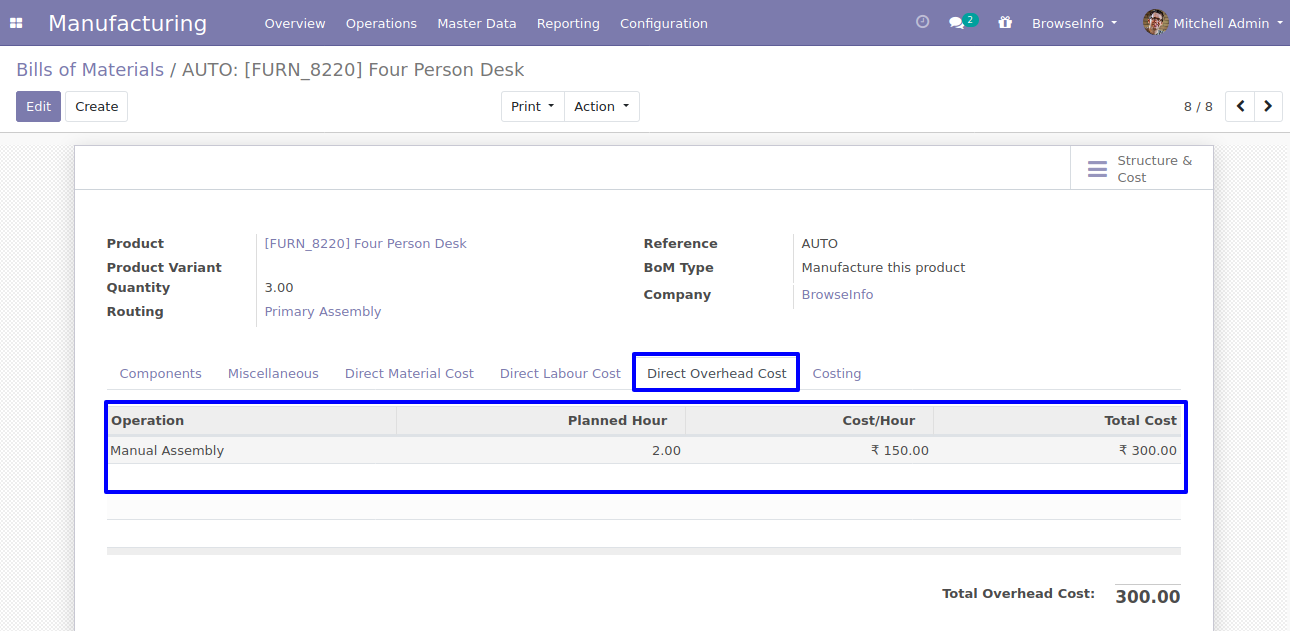 Manufacturing Overview Operations Master Data Reporting Configuration 2 BrowseInfo Mitchell Admin
Bills of Materials / AUTO: [FURN_8220] Four Person Desk
Edit Create Print Action 8 / 8
Structure &
Cost
Product [FURN_8220] Four Person Desk Reference AUTO
Product Variant BoM Type Manufacture this product
Quantity 3.00 Company BrowseInfo
Routing Primary Assembly
Components Miscellaneous Direct Material Cost Direct Labour Cost Direct Overhead Cost Costing
Operation Planned Hour Cost/Hour Total Cost
Manual Assembly 2.00 ₹ 150.00 ₹ 300.00
Total Overhead Cost: 300.00